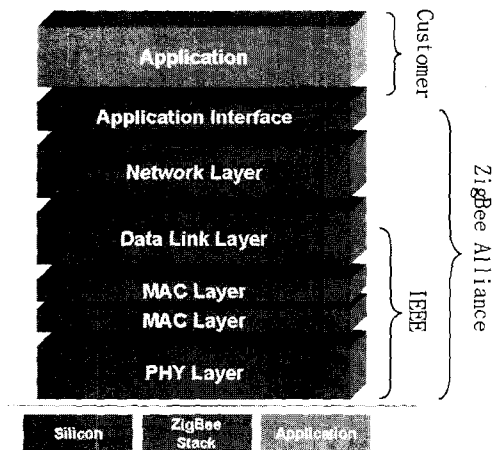 Application
Application Interface
Network Layer
Data Link Layer
MAC Layer
MAC Layer
PHY Layer
Customer
ZigBee Alliance
IEEE
Silicon
ZigBee
Stack
Application